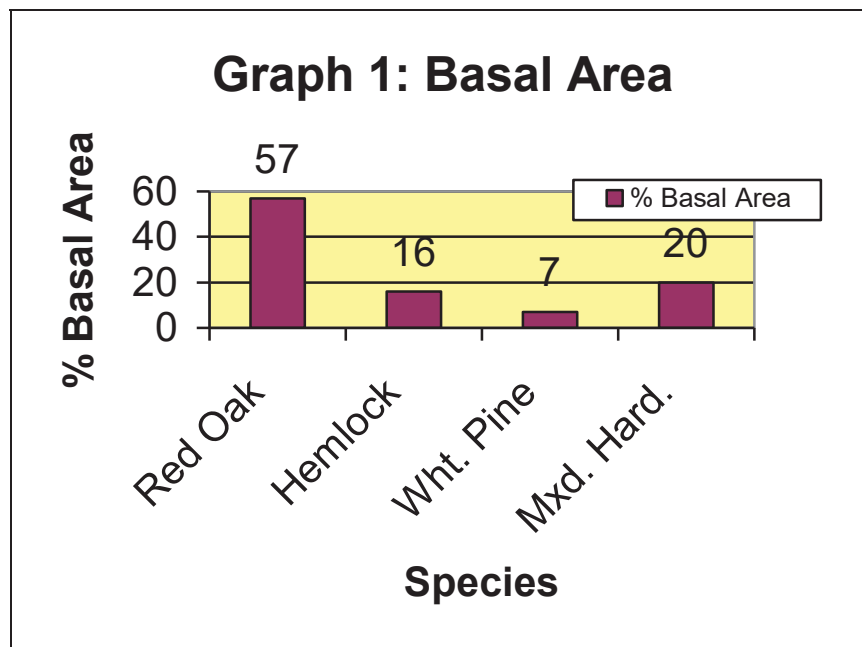 Graph 1: Basal Area
57
% Basal Area
60
40
20
0
16
7
20
% Basal Area
Red Oak
Hemlock
Wht. Pine
Mxd. Hard.
Species